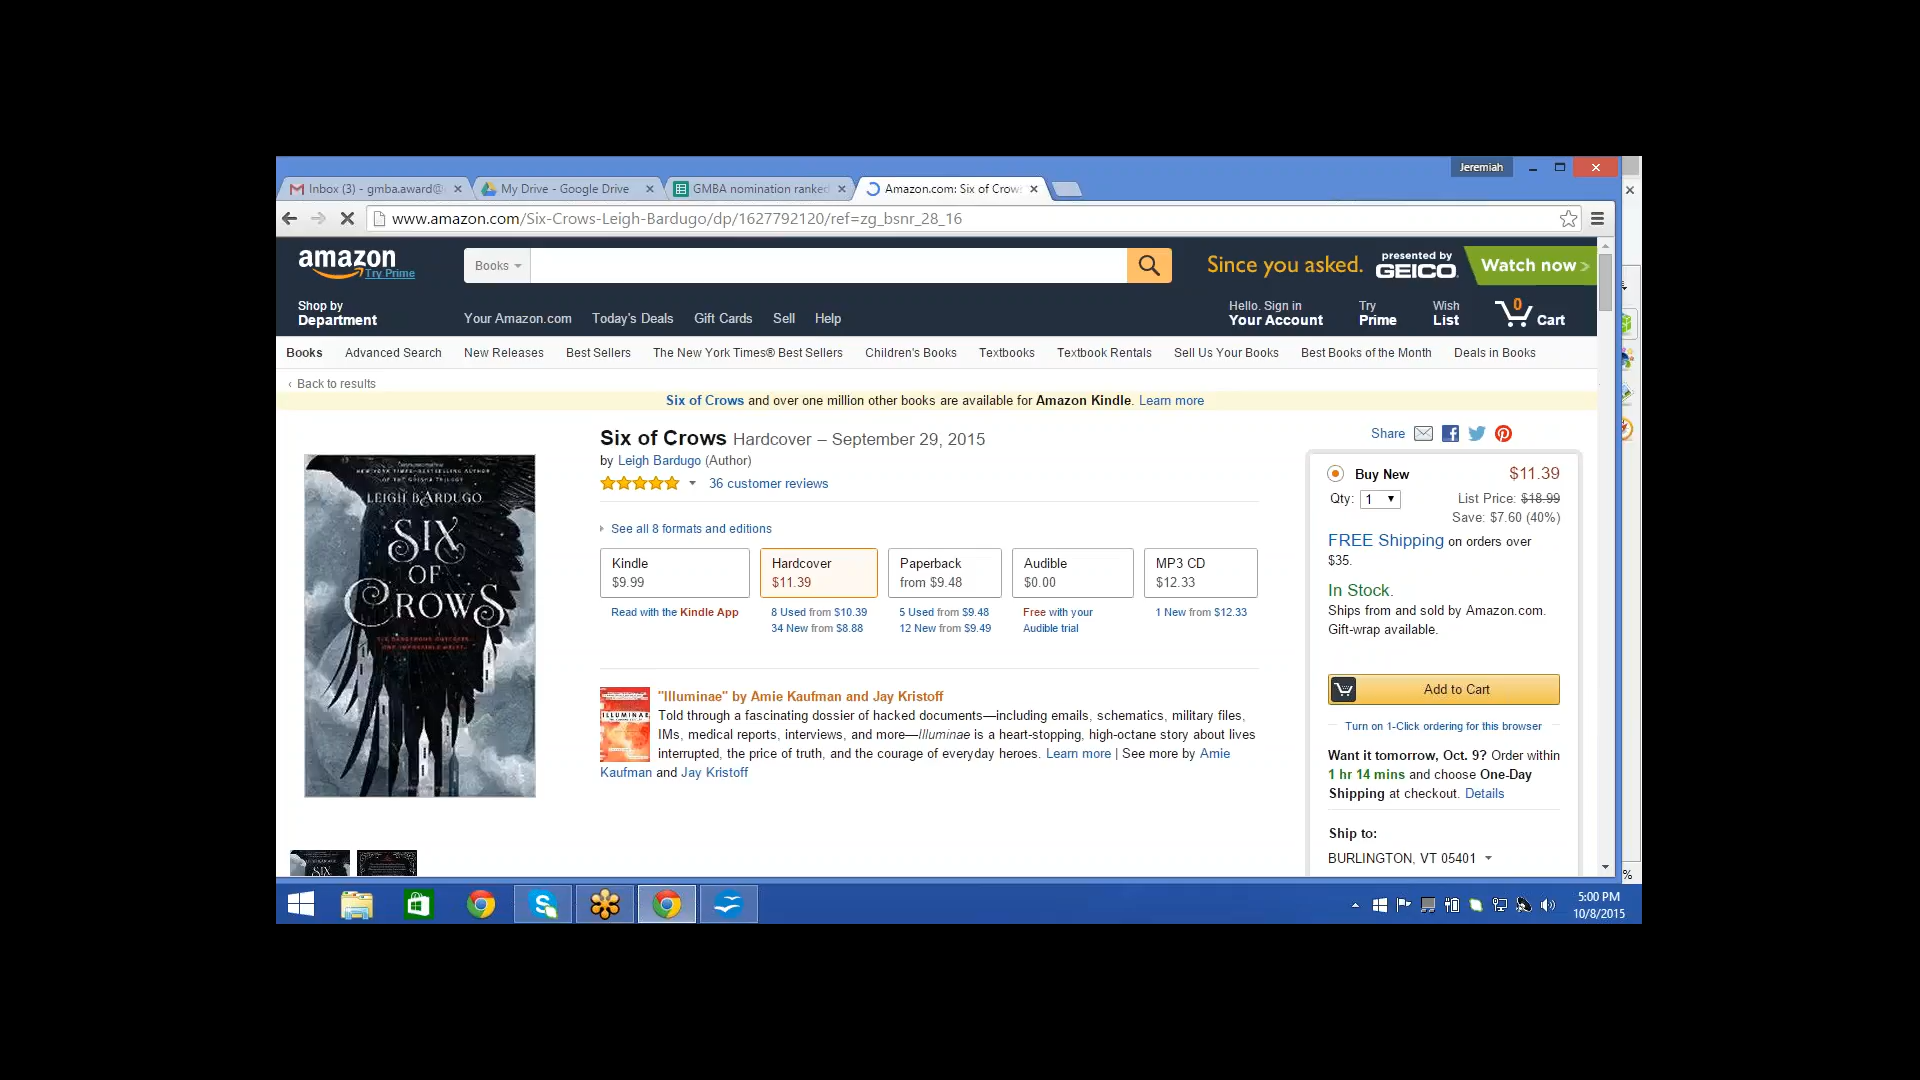 Jeremiah
Inbox (3) - gmba.award@
My Drive - Google Drive
GMBA nomination ranked
Amazon.com: Six of Crow
www.amazon.com/Six-Crows-Leigh-Bardugo/dp/1627792120/ref=zg_bsnr_28_16
amazon
Try Prime
Books
Since you asked.
presented by
GEICO
Watch now >
Shop by
Department
Your Amazon.com
Today's Deals
Gift Cards
Sell
Help
Hello. Sign in
Your Account
Try
Prime
Wish
List
0
Cart
Books
Advanced Search
New Releases
Best Sellers
The New York Times® Best Sellers
Children's Books
Textbooks
Textbook Rentals
Sell Us Your Books
Best Books of the Month
Deals in Books
‹ Back to results
Six of Crows and over one million other books are available for Amazon Kindle. Learn more
Six of Crows Hardcover – September 29, 2015
by Leigh Bardugo (Author)
36 customer reviews
See all 8 formats and editions
Kindle
$9.99
Read with the Kindle App
Hardcover
$11.39
8 Used from $10.39
34 New from $8.88
Paperback
from $9.48
5 Used from $9.48
12 New from $9.49
Audible
$0.00
Free with your
Audible trial
MP3 CD
$12.33
1 New from $12.33
LEIGH BARDUGO
SIX
OF
CROWS
ILLUMINAE
"Illuminae" by Amie Kaufman and Jay Kristoff
Told through a fascinating dossier of hacked documents—including emails, schematics, military files,
IMs, medical reports, interviews, and more—Illuminae is a heart-stopping, high-octane story about lives
interrupted, the price of truth, and the courage of everyday heroes. Learn more | See more by Amie
Kaufman and Jay Kristoff
SIX
Share
Buy New
$11.39
Qty: 1
List Price: $18.99
Save: $7.60 (40%)
FREE Shipping on orders over
$35.
In Stock.
Ships from and sold by Amazon.com.
Gift-wrap available.
Add to Cart
Turn on 1-Click ordering for this browser
Want it tomorrow, Oct. 9? Order within
1 hr 14 mins and choose One-Day
Shipping at checkout. Details
Ship to:
BURLINGTON, VT 05401
%
5:00 PM
10/8/2015